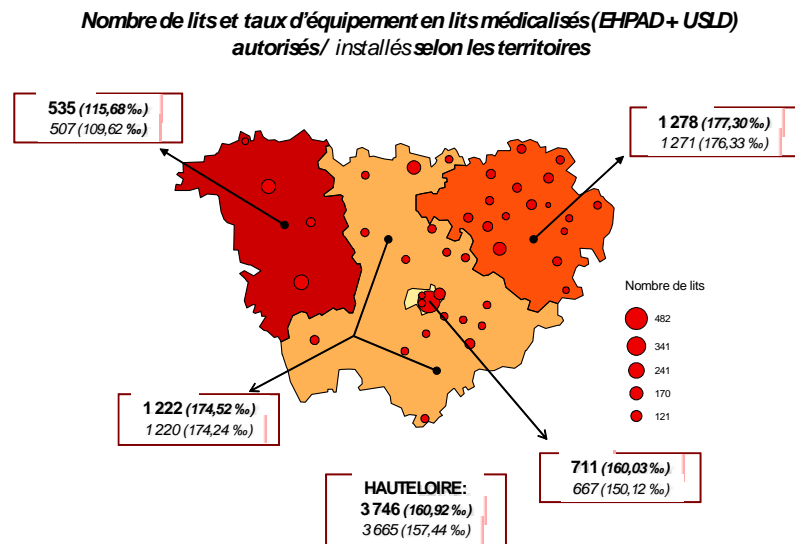 Nombre de lits et taux d'équipement en lits médicalisés (EHPAD + USLD)
autorisés / installés selon les territoires
535 (115,68 ‰)
507 (109,62 ‰)
1 278 (177,30 ‰)
1 271 (176,33 ‰)
Nombre de lits
482
341
241
170
121
1 222 (174,52 ‰)
1 220 (174,24 ‰)
711 (160,03 ‰)
667 (150,12 ‰)
HAUTE LOIRE:
3 746 (160,92 ‰)
3 665 (157,44 ‰)